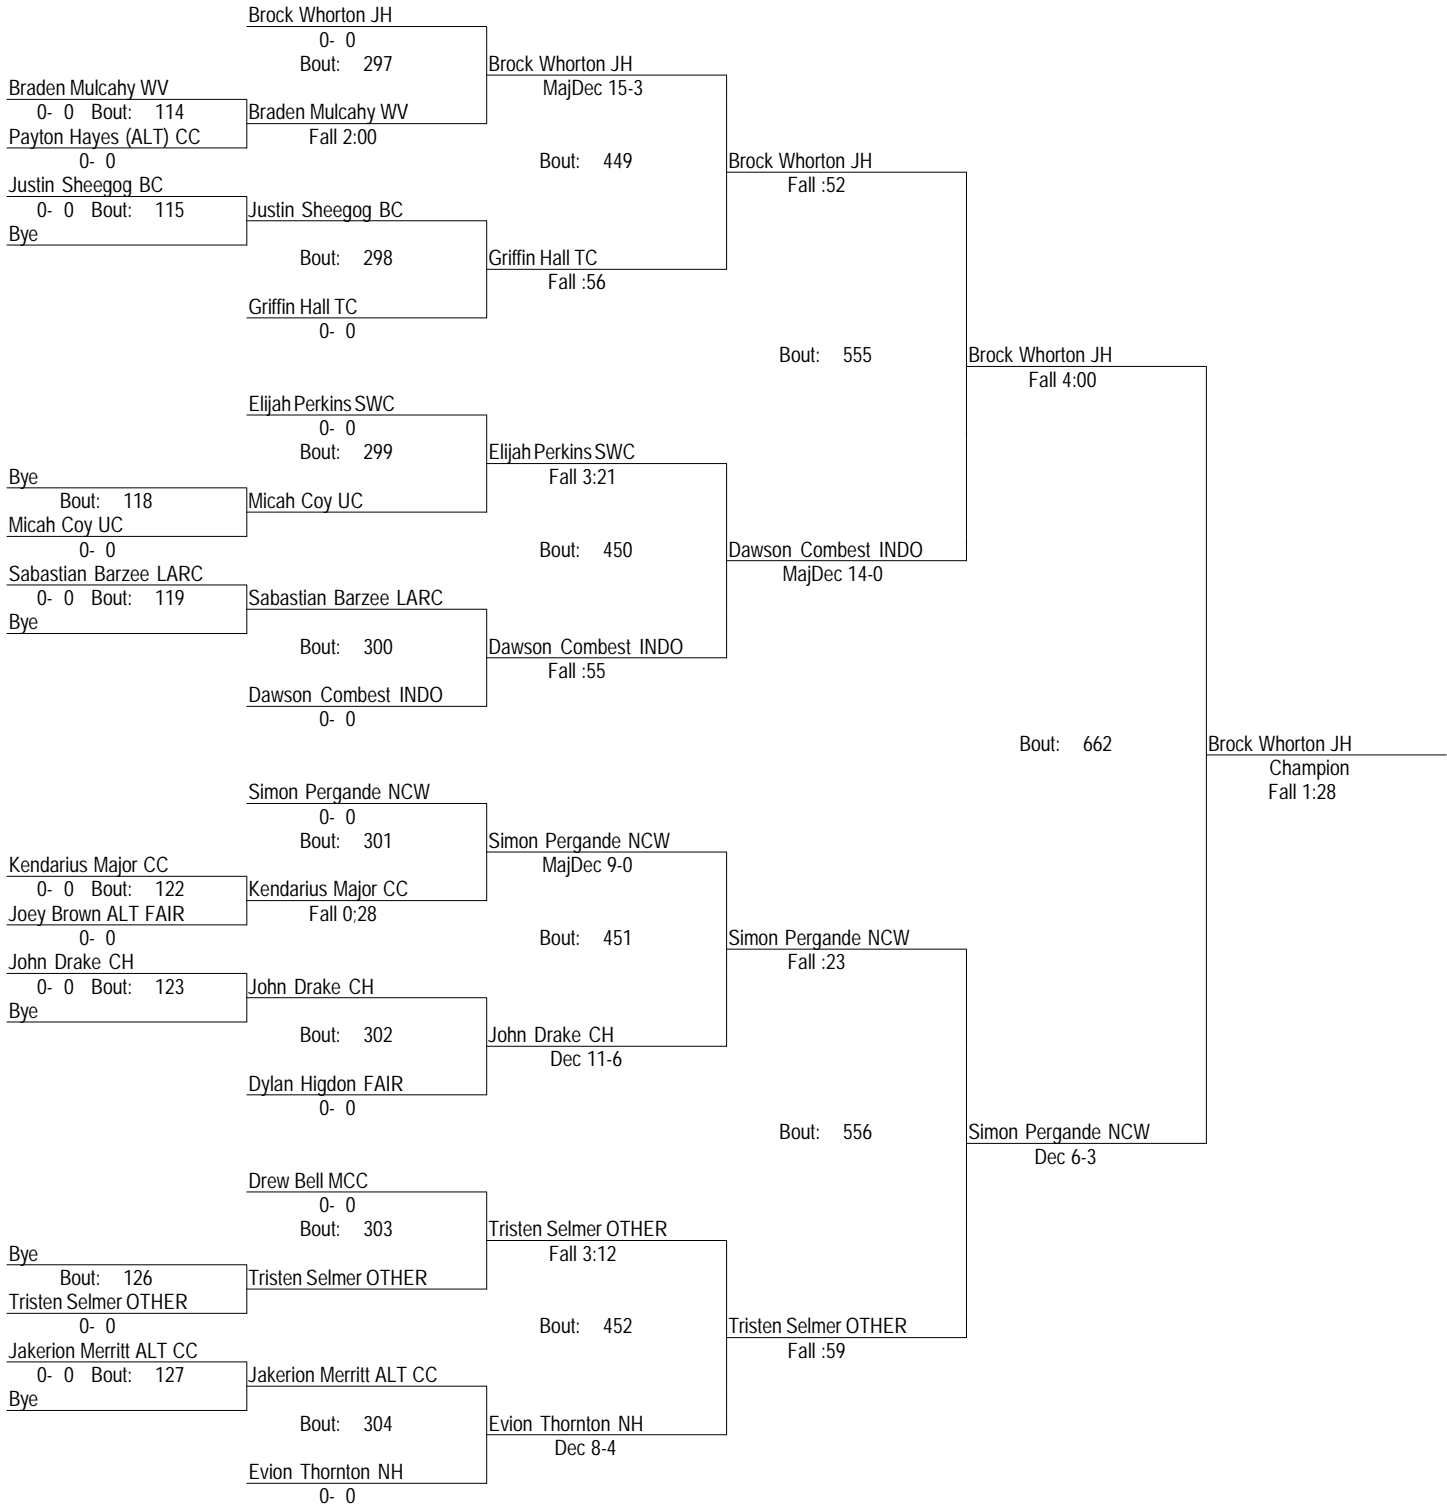 Brock Whorton JH
0- 0
Bout: 297
Brock Whorton JH
Braden Mulcahy WV
MajDec 15-3
0- 0 Bout: 114
Braden Mulcahy WV
Payton Hayes (ALT) CC
Fall 2:00
0- 0
Bout: 449
Brock Whorton JH
Justin Sheegog BC
Fall :52
0- 0 Bout: 115
Justin Sheegog BC
Bye
Bout: 298
Griffin Hall TC
Fall :56
Griffin Hall TC
0- 0
Bout: 555
Brock Whorton JH
Fall 4:00
Elijah Perkins SWC
0- 0
Bout: 299
Elijah Perkins SWC
Bye
Fall 3:21
Bout: 118
Micah Coy UC
Micah Coy UC
0- 0
Bout: 450
Dawson Combest INDO
Sabastian Barzee LARC
MajDec 14-0
0- 0 Bout: 119
Sabastian Barzee LARC
Bye
Bout: 300
Dawson Combest INDO
Fall :55
Dawson Combest INDO
0- 0
Bout: 662
Brock Whorton JH
Champion
Fall 1:28
Simon Pergande NCW
0- 0
Bout: 301
Simon Pergande NCW
Kendarius Major CC
MajDec 9-0
0- 0 Bout: 122
Kendarius Major CC
Joey Brown ALT FAIR
Fall 0;28
0- 0
Bout: 451
Simon Pergande NCW
John Drake CH
Fall :23
0- 0 Bout: 123
John Drake CH
Bye
Bout: 302
John Drake CH
Dec 11-6
Dylan Higdon FAIR
0- 0
Bout: 556
Simon Pergande NCW
Dec 6-3
Drew Bell MCC
0- 0
Bout: 303
Tristen Selmer OTHER
Bye
Fall 3:12
Bout: 126
Tristen Selmer OTHER
Tristen Selmer OTHER
0- 0
Bout: 452
Tristen Selmer OTHER
Jakerion Merritt ALT CC
Fall :59
0- 0 Bout: 127
Jakerion Merritt ALT CC
Bye
Bout: 304
Evion Thornton NH
Dec 8-4
Evion Thornton NH
0- 0